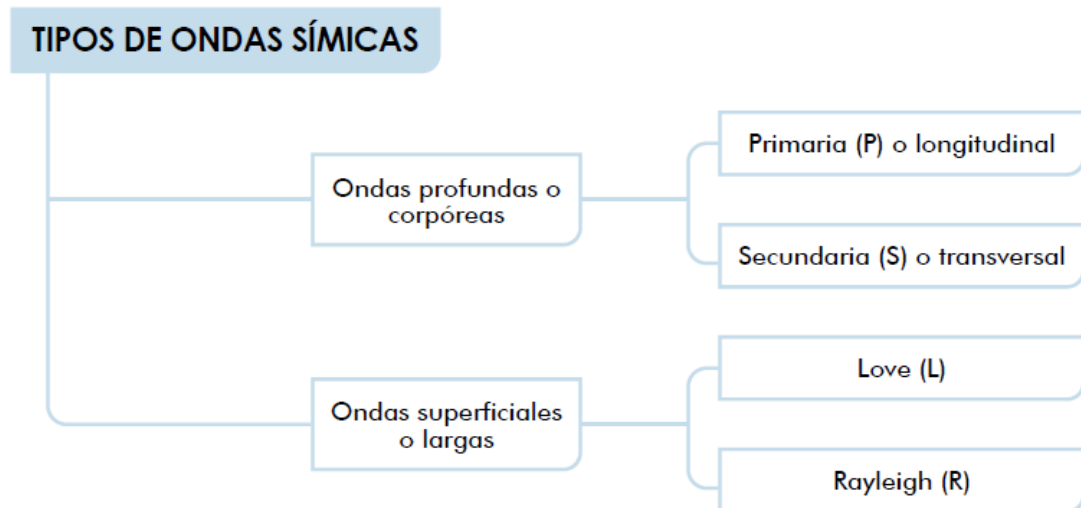 TIPOS DE ONDAS SÍMICAS
Ondas profundas o
corpóreas
Primaria (P) o longitudinal
Secundaria (S) o transversal
Ondas superficiales
o largas
Love (L)
Rayleigh (R)